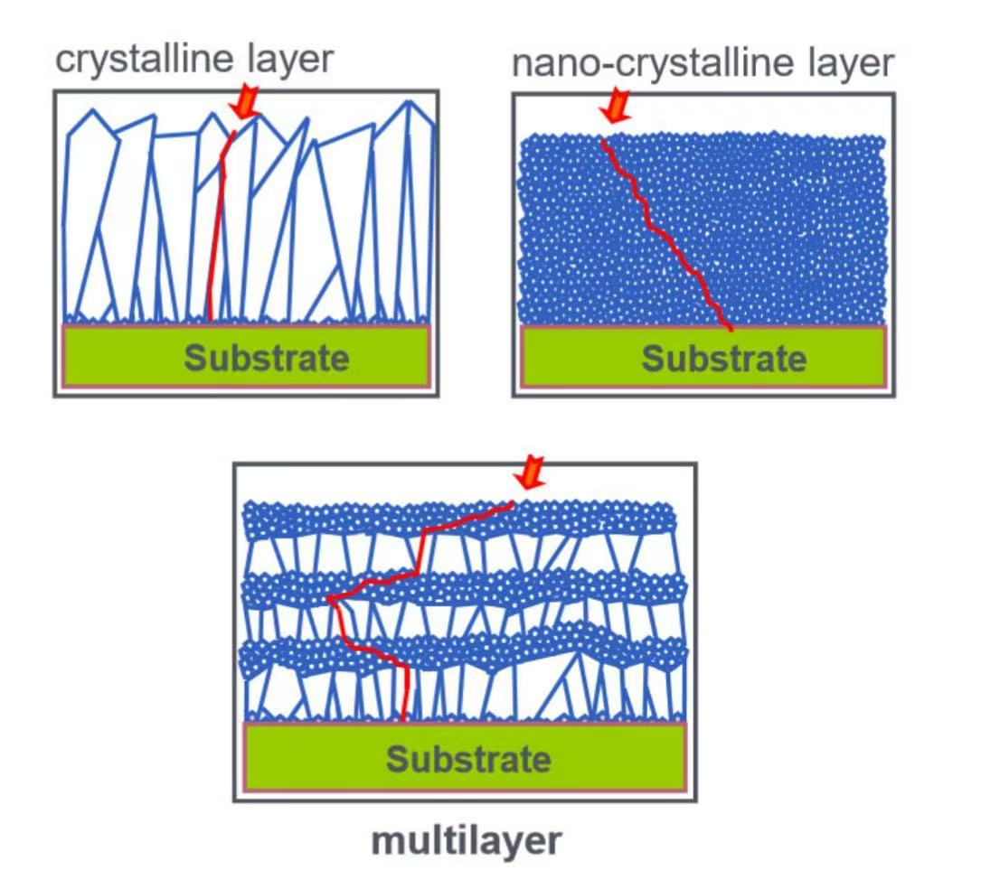 crystalline layer
nano-crystalline layer
Substrate
Substrate
Substrate
multilayer